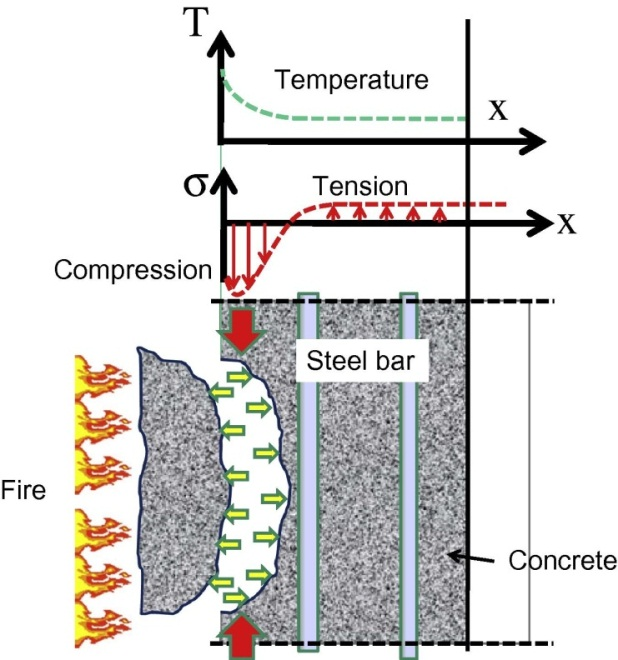 T
Temperature
x
σ
Tension
x
Compression
Steel bar
Fire
Concrete